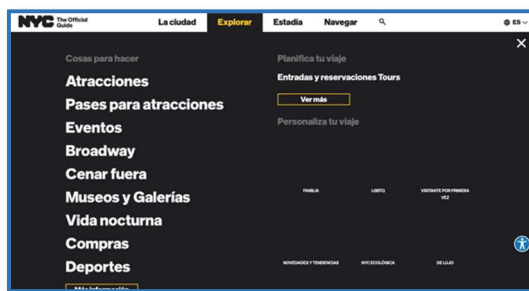 NYC The Official Guide
La ciudad Explorar Estadía Navegar ES
Cosas para hacer
Atracciones
Pases para atracciones
Eventos
Broadway
Cenar fuera
Museos y Galerías
Vida nocturna
Compras
Deportes
Más información
Planifica tu viaje
Entradas y reservaciones Tours
Ver más
Personaliza tu viaje
FAMILIA LGBTQ VISITANTE POR PRIMERA
VEZ
NOVEDADES Y TENDENCIAS NYC ECOLÓGICA DE LUJO